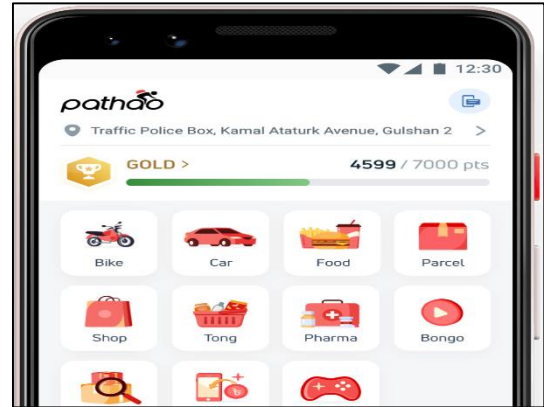 12:30
pathao
Traffic Police Box, Kamal Ataturk Avenue, Gulshan 2 >
GOLD > 4599 / 7000 pts
Bike Car Food Parcel
Shop Tong Pharma Bongo